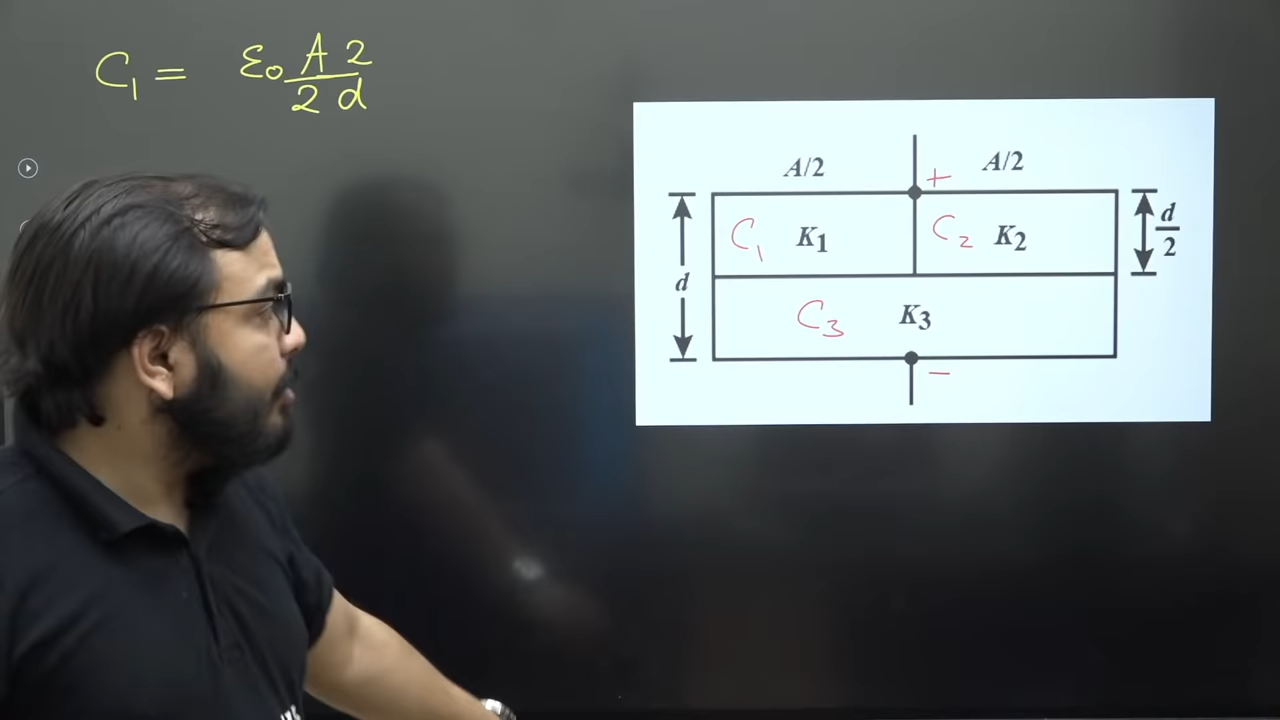 C₁ = ε₀ A 2 / 2 d
A/2 A/2
+
C₁ K1 C₂ K2 d/2
d
C₃ K3
−